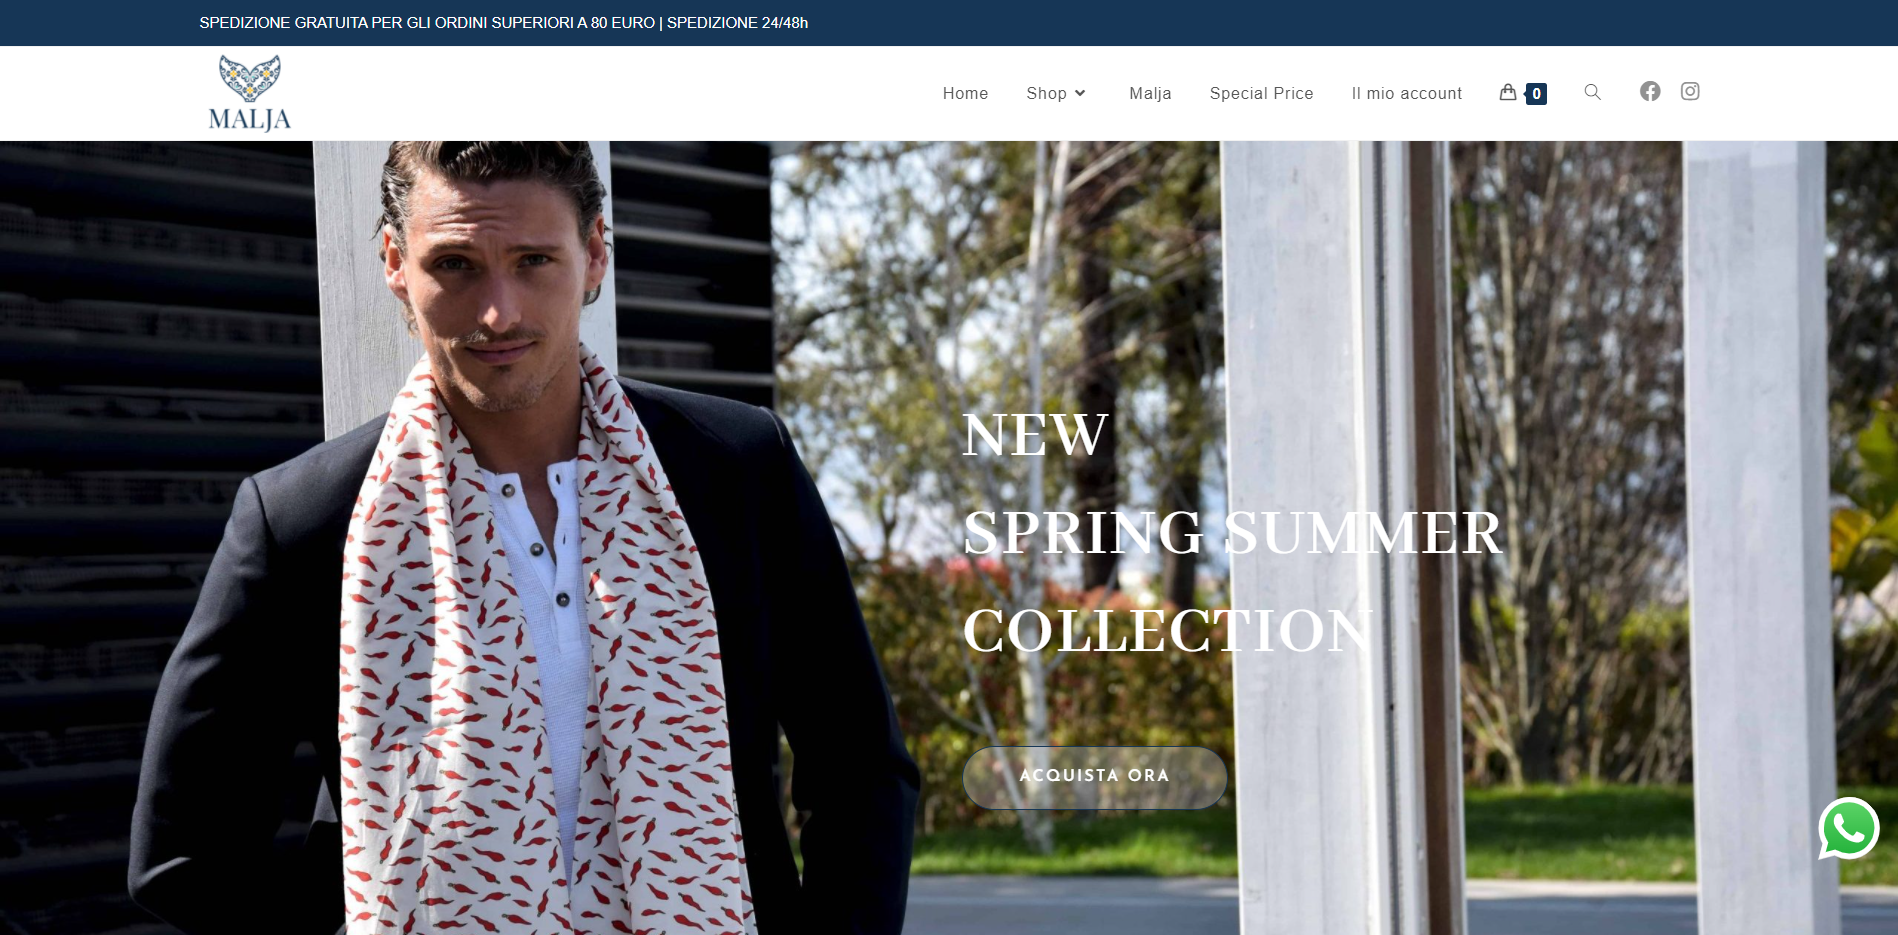 SPEDIZIONE GRATUITA PER GLI ORDINI SUPERIORI A 80 EURO | SPEDIZIONE 24/48h
MALJA
Home Shop Malja Special Price Il mio account 0
NEW
SPRING SUMMER
COLLECTION
ACQUISTA ORA